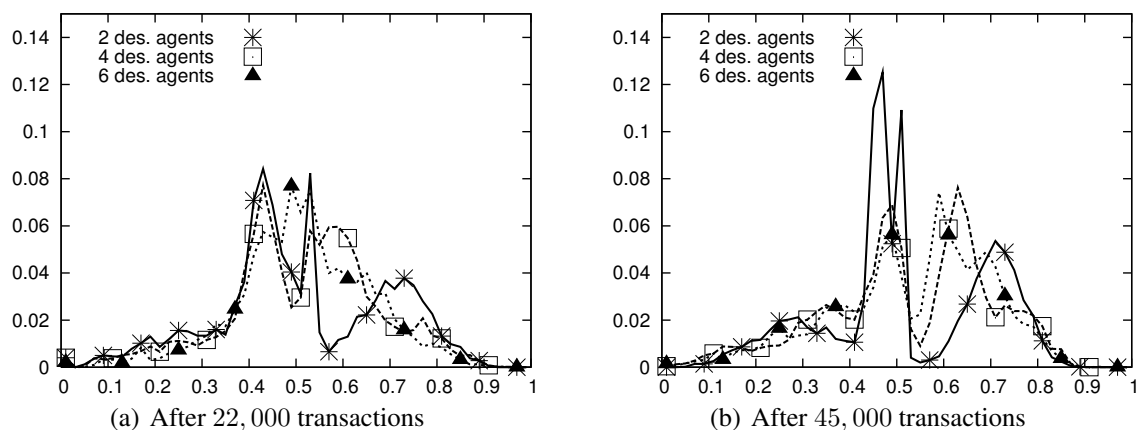 0.14
0.12
0.1
0.08
0.06
0.04
0.02
0
0 0.1 0.2 0.3 0.4 0.5 0.6 0.7 0.8 0.9 1
2 des. agents
4 des. agents
6 des. agents
(a) After 22, 000 transactions
0.14
0.12
0.1
0.08
0.06
0.04
0.02
0
0 0.1 0.2 0.3 0.4 0.5 0.6 0.7 0.8 0.9 1
2 des. agents
4 des. agents
6 des. agents
(b) After 45, 000 transactions